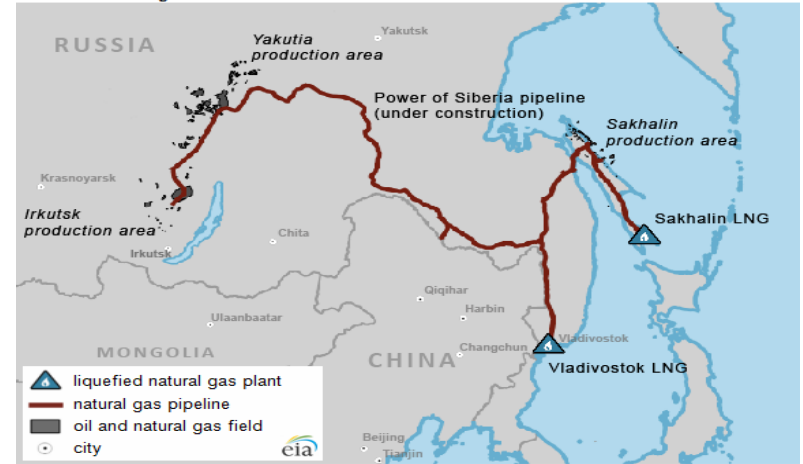 RUSSIA
Yakutia
production area
Yakutsk
Power of Siberia pipeline
(under construction)
Sakhalin
production area
Krasnoyarsk
Irkutsk
production area
Irkutsk
Chita
Sakhalin LNG
Qiqihar
Harbin
Ulaanbaatar
MONGOLIA
CHINA
Changchun
Vladivostok
Vladivostok LNG
liquefied natural gas plant
natural gas pipeline
oil and natural gas field
city
eia
Beijing
Tianjin